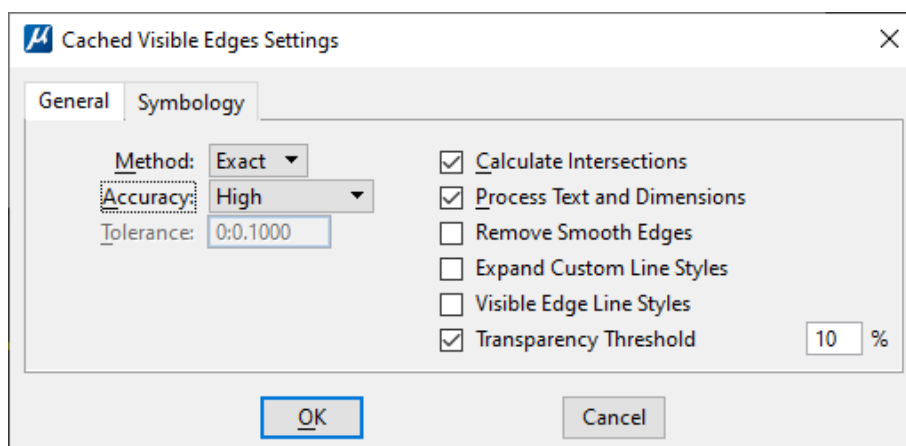 Cached Visible Edges Settings
General Symbology
Method: Exact
Accuracy: High
Tolerance: 0:0.1000
Calculate Intersections
Process Text and Dimensions
Remove Smooth Edges
Expand Custom Line Styles
Visible Edge Line Styles
Transparency Threshold 10 %
OK Cancel